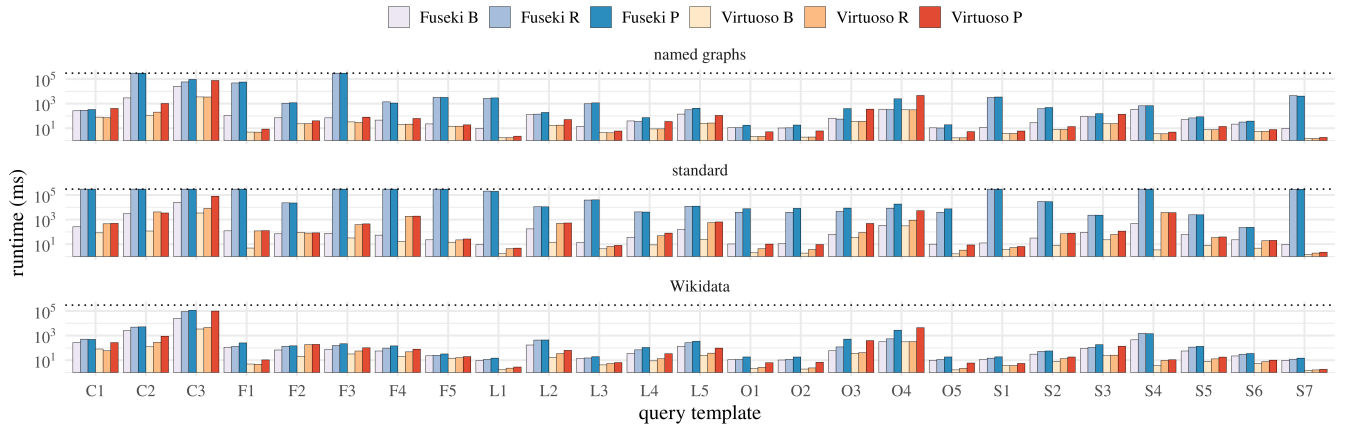 Fuseki B Fuseki R Fuseki P Virtuoso B Virtuoso R Virtuoso P
named graphs
10^5
10^3
10^1
standard
10^5
10^3
10^1
Wikidata
10^5
10^3
10^1
runtime (ms)
C1 C2 C3 F1 F2 F3 F4 F5 L1 L2 L3 L4 L5 O1 O2 O3 O4 O5 S1 S2 S3 S4 S5 S6 S7
query template